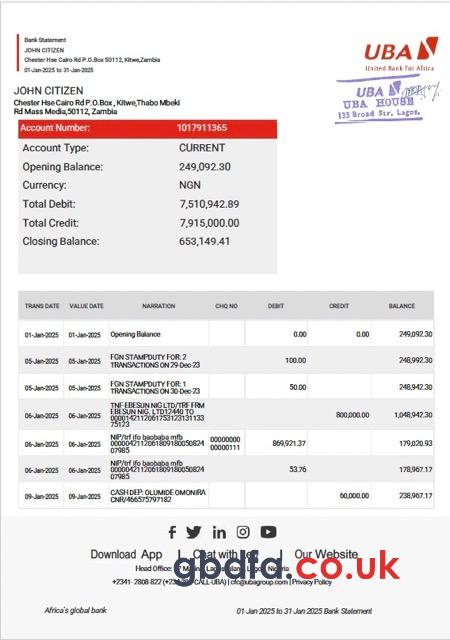 Bank Statement
JOHN CITIZEN
Chester Hse Cairo Rd P.O.Box 50112, Kitwe,Zambia
01-Jan-2025 to 31-Jan-2025
UBA
United Bank for Africa
JOHN CITIZEN
Chester Hse Cairo Rd P.O.Box , Kitwe,Thabo Mbeki
Rd Mass Media,50112, Zambia
UBA
UBA HOUSE
135 Broad Str, Lagos.
Account Number: 1017911365
Account Type: CURRENT
Opening Balance: 249,092.30
Currency: NGN
Total Debit: 7,510,942.89
Total Credit: 7,915,000.00
Closing Balance: 653,149.41
TRANS DATE VALUE DATE NARRATION CHQ NO DEBIT CREDIT BALANCE
01-Jan-2025 01-Jan-2025 Opening Balance 0.00 0.00 249,092.30
05-Jan-2025 05-Jan-2025 FGN STAMPDUTY FOR: 2
TRANSACTIONS ON 29-Dec-23 100.00 248,992.30
05-Jan-2025 05-Jan-2025 FGN STAMPDUTY FOR: 1
TRANSACTIONS ON 30-Dec-23 50.00 248,942.30
06-Jan-2025 06-Jan-2025 TNF-EBESUN NIG LTD/TRF FRM
EBESUN NIG. LTD12440 TO
75123 800,000.00 1,048,942.30
06-Jan-2025 06-Jan-2025 NIP/trf ifo baobaba mfb
07985 00000000
00000111 869,921.37 179,020.93
06-Jan-2025 06-Jan-2025 NIP/trf ifo baobaba mfb
07985 53.76 178,967.17
09-Jan-2025 09-Jan-2025 CASH DEP: OLUMIDE OMONIRA
CNR/466575797182 60,000.00 238,967.17
Download App | Chat with | Our Website
gbdfa.co.uk
Head Office: Nigeria
+2341- 2808-822 CALL-UBA) | cfc@ubagroup.com | Privacy Policy
Africa's global bank
01 Jan 2025 to 31 Jan 2025 Bank Statement